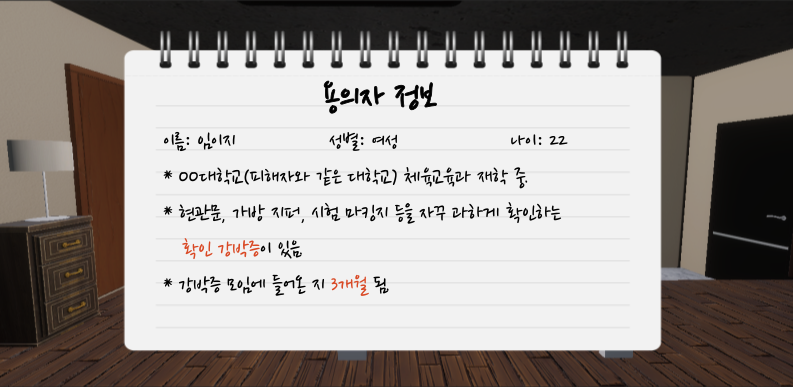 용의자 정보
이름: 임이지 성별: 여성 나이: 22
* OO대학교(피해자와 같은 대학교) 체육교육과 재학 중.
* 현관문, 가방 지퍼, 시험 마킹지 등을 자꾸 과하게 확인하는
확인 강박증이 있음
* 강박증 모임에 들어온 지 3개월 됨